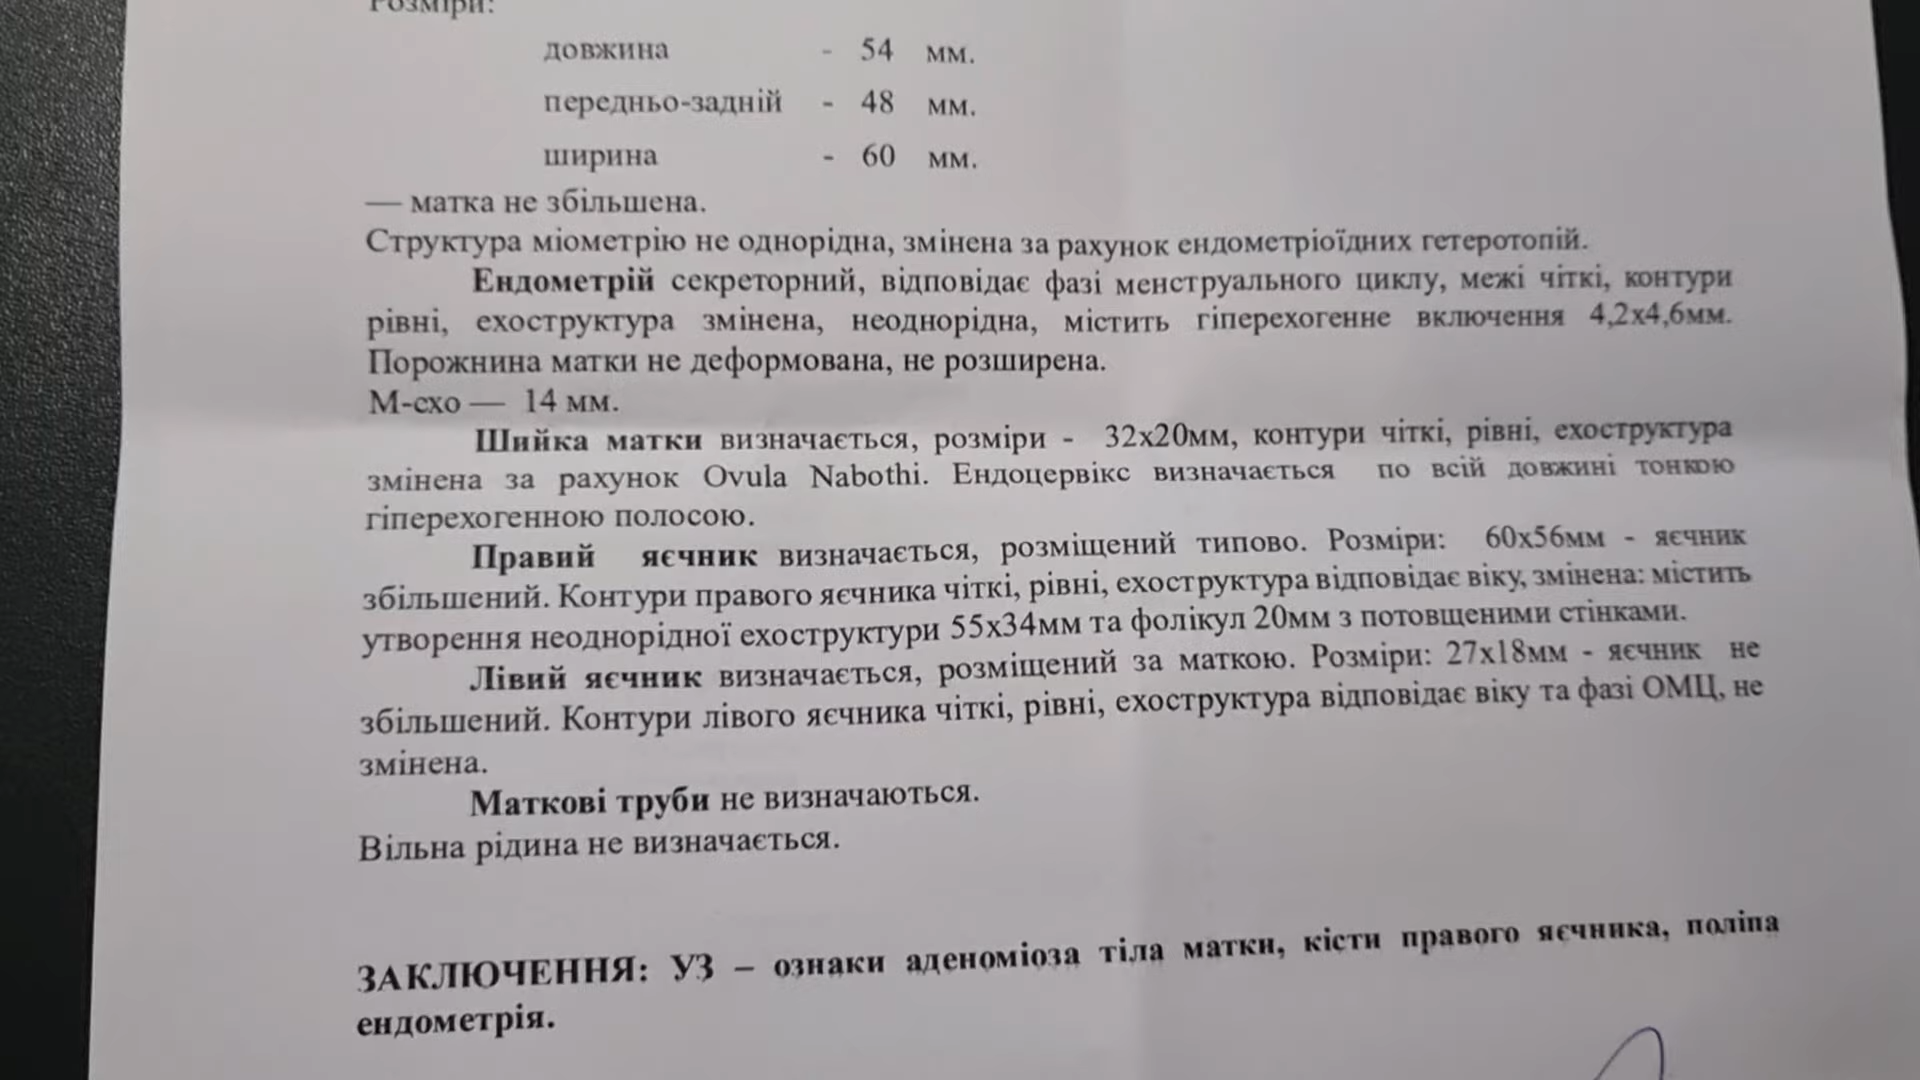 Розміри:
довжина - 54 мм.
передньо-задній - 48 мм.
ширина - 60 мм.
— матка не збільшена.
Структура міометрію не однорідна, змінена за рахунок ендометріоїдних гетеротопій.
Ендометрій секреторний, відповідає фазі менструального циклу, межі чіткі, контури
рівні, ехоструктура змінена, неоднорідна, містить гіперехогенне включення 4,2х4,6мм.
Порожнина матки не деформована, не розширена.
М-ехо — 14 мм.
Шийка матки визначається, розміри - 32х20мм, контури чіткі, рівні, ехоструктура
змінена за рахунок Ovula Nabothi. Ендоцервікс визначається по всій довжині тонкою
гіперехогенною полосою.
Правий яєчник визначається, розміщений типово. Розміри: 60х56мм - яєчник
збільшений. Контури правого яєчника чіткі, рівні, ехоструктура відповідає віку, змінена: містить
утворення неоднорідної ехоструктури 55х34мм та фолікул 20мм з потовщеними стінками.
Лівий яєчник визначається, розміщений за маткою. Розміри: 27х18мм - яєчник не
збільшений. Контури лівого яєчника чіткі, рівні, ехоструктура відповідає віку та фазі ОМЦ, не
змінена.
Маткові труби не визначаються.
Вільна рідина не визначається.
ЗАКЛЮЧЕННЯ: УЗ – ознаки аденоміоза тіла матки, кісти правого яєчника, поліпа
ендометрія.